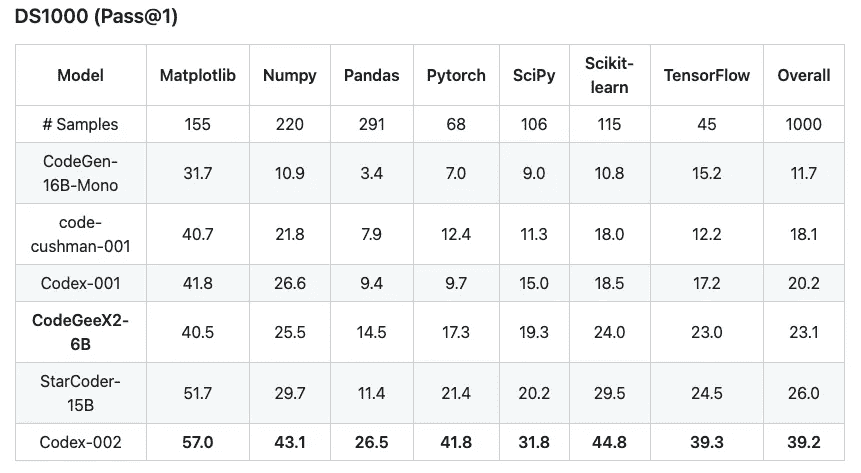 DS1000 (Pass@1)
Model Matplotlib Numpy Pandas Pytorch SciPy Scikit-learn TensorFlow Overall
# Samples 155 220 291 68 106 115 45 1000
CodeGen-16B-Mono 31.7 10.9 3.4 7.0 9.0 10.8 15.2 11.7
code-cushman-001 40.7 21.8 7.9 12.4 11.3 18.0 12.2 18.1
Codex-001 41.8 26.6 9.4 9.7 15.0 18.5 17.2 20.2
CodeGeeX2-6B 40.5 25.5 14.5 17.3 19.3 24.0 23.0 23.1
StarCoder-15B 51.7 29.7 11.4 21.4 20.2 29.5 24.5 26.0
Codex-002 57.0 43.1 26.5 41.8 31.8 44.8 39.3 39.2